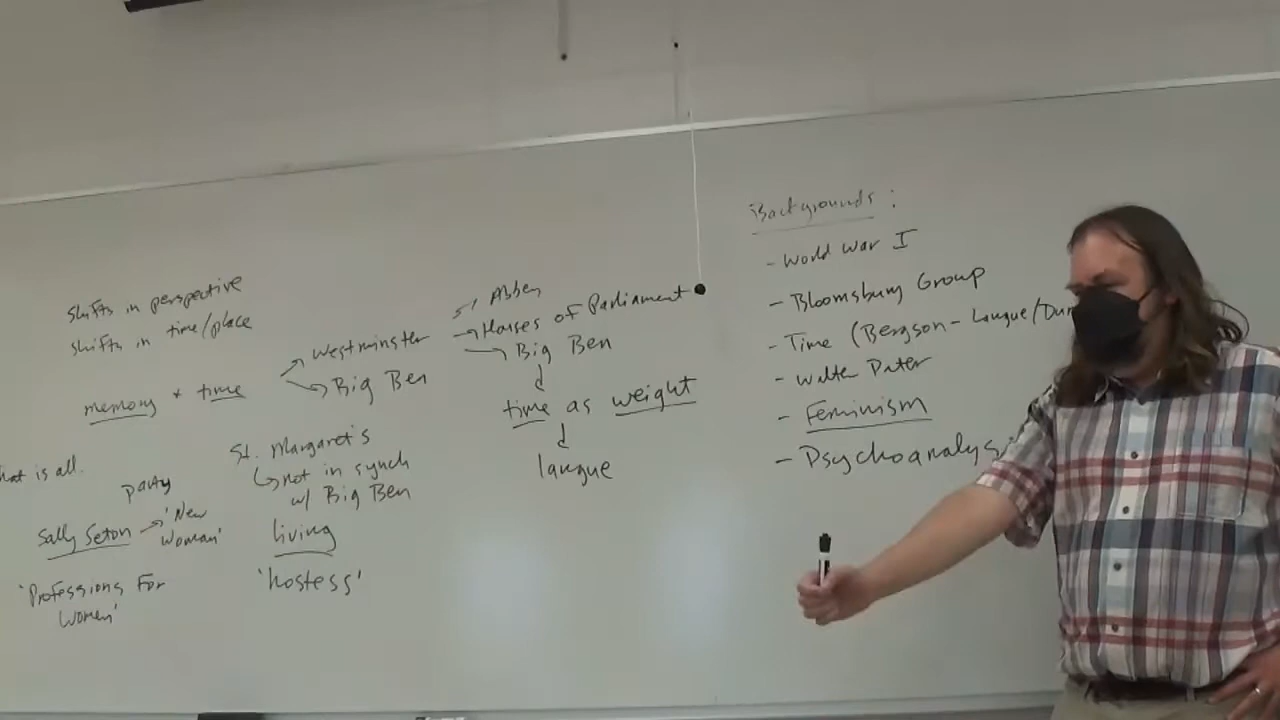 Shifts in perspective
Shifts in time/place
memory + time
Westminster
Big Ben
Abbey
Houses of Parliament
Big Ben
time as weight
langue
hat is all.
party
Sally Seton
'New
Woman'
'Professions For
Women'
St. Margaret's
not in synch
w/ Big Ben
living
'hostess'
Backgrounds:
- World War I
- Bloomsbury Group
- Time (Bergson - Langue/Dur
- Walter Pater
- Feminism
- Psychoanalysi